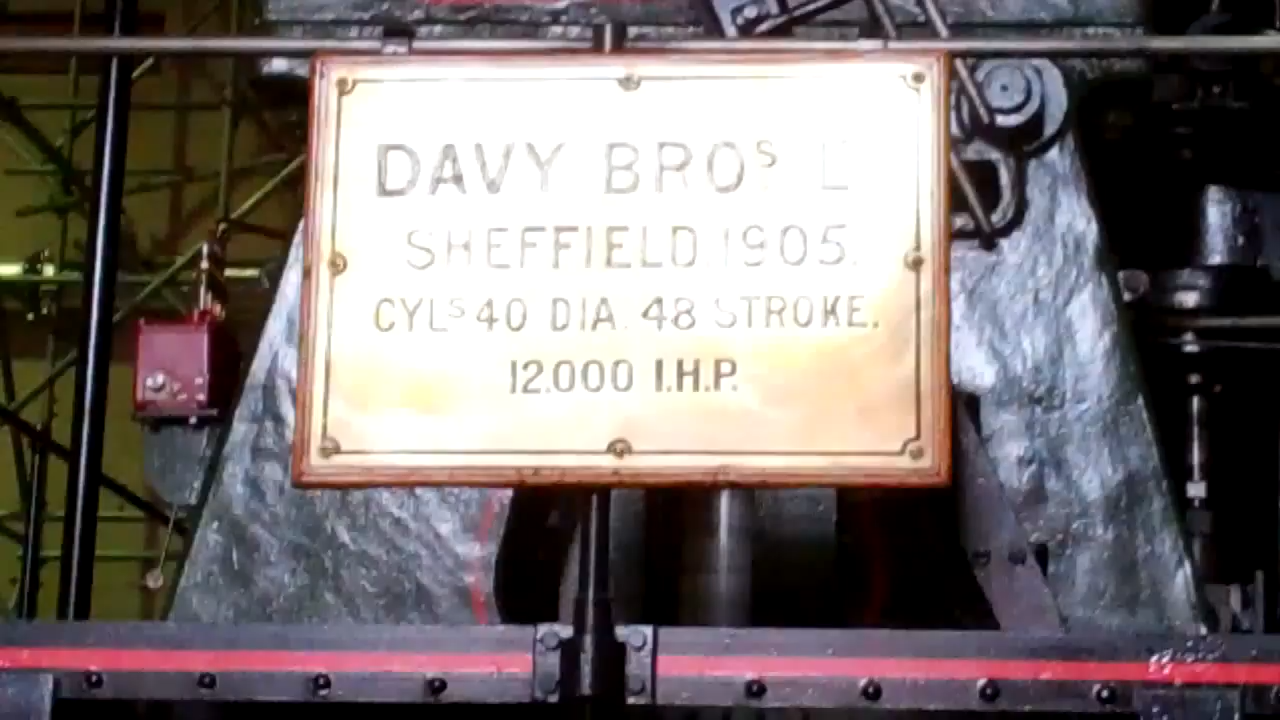 DAVY BROS L
SHEFFIELD 1905.
CYLS 40 DIA. 48 STROKE.
12.000 I.H.P.